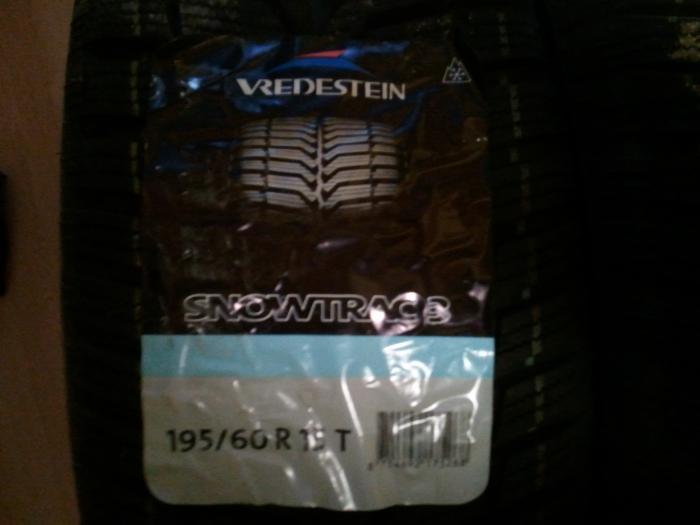 VREDESTEIN
SNOWTRAC 3
195/60 R 15 T